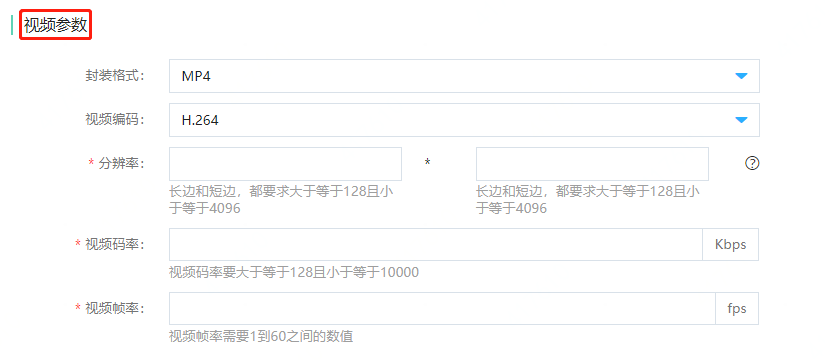 视频参数
封装格式： MP4
视频编码： H.264
* 分辨率： *
长边和短边，都要求大于等于128且小 长边和短边，都要求大于等于128且小
于等于4096 于等于4096
* 视频码率： Kbps
视频码率要大于等于128且小于等于10000
* 视频帧率： fps
视频帧率需要1到60之间的数值